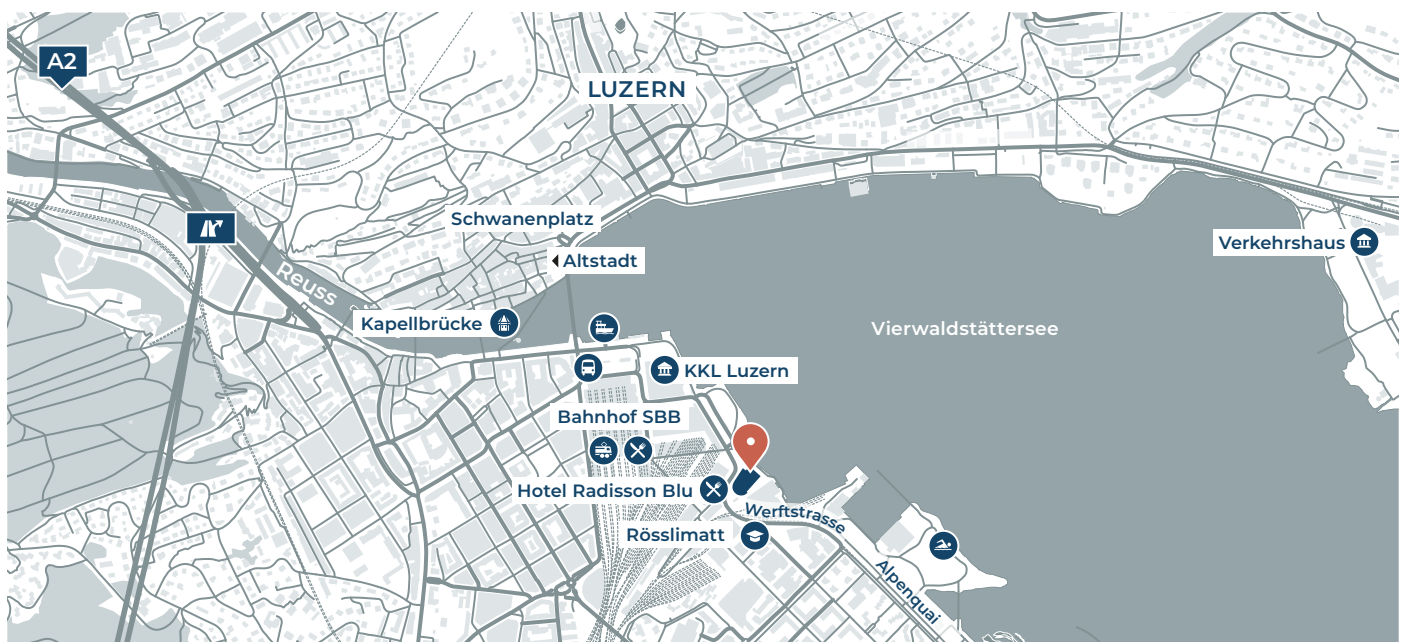 A2
LUZERN
Schwanenplatz
Verkehrshaus
Altstadt
Reuss
Kapellbrücke
Vierwaldstättersee
KKL Luzern
Bahnhof SBB
Hotel Radisson Blu
Werftstrasse
Rösslimatt
Alpenquai